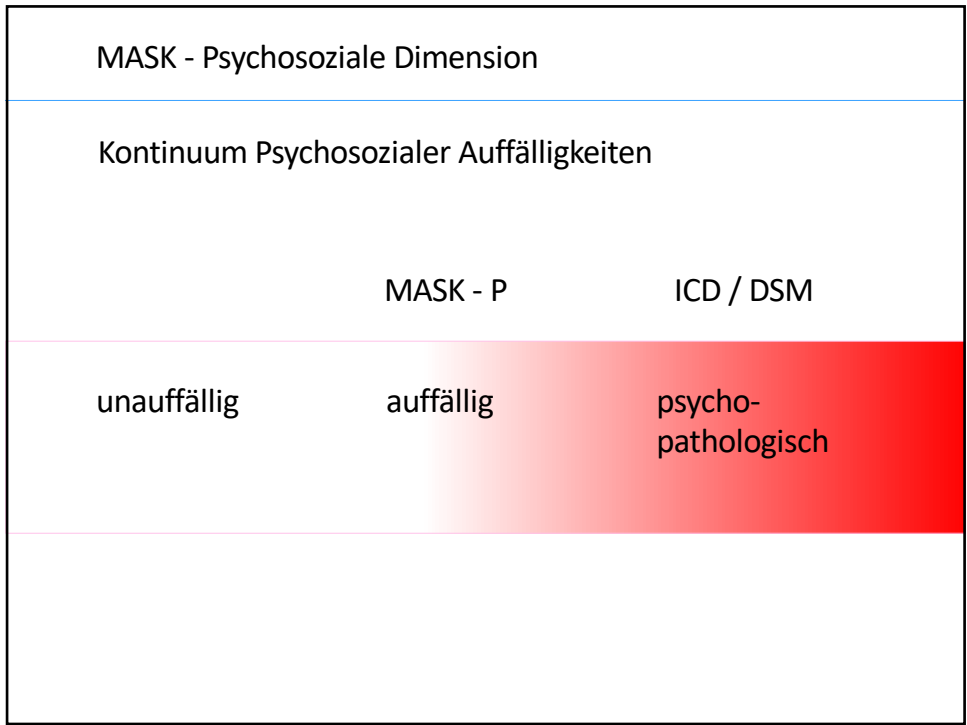 MASK - Psychosoziale Dimension
Kontinuum Psychosozialer Auffälligkeiten
MASK - P ICD / DSM
unauffällig auffällig psycho-
pathologisch